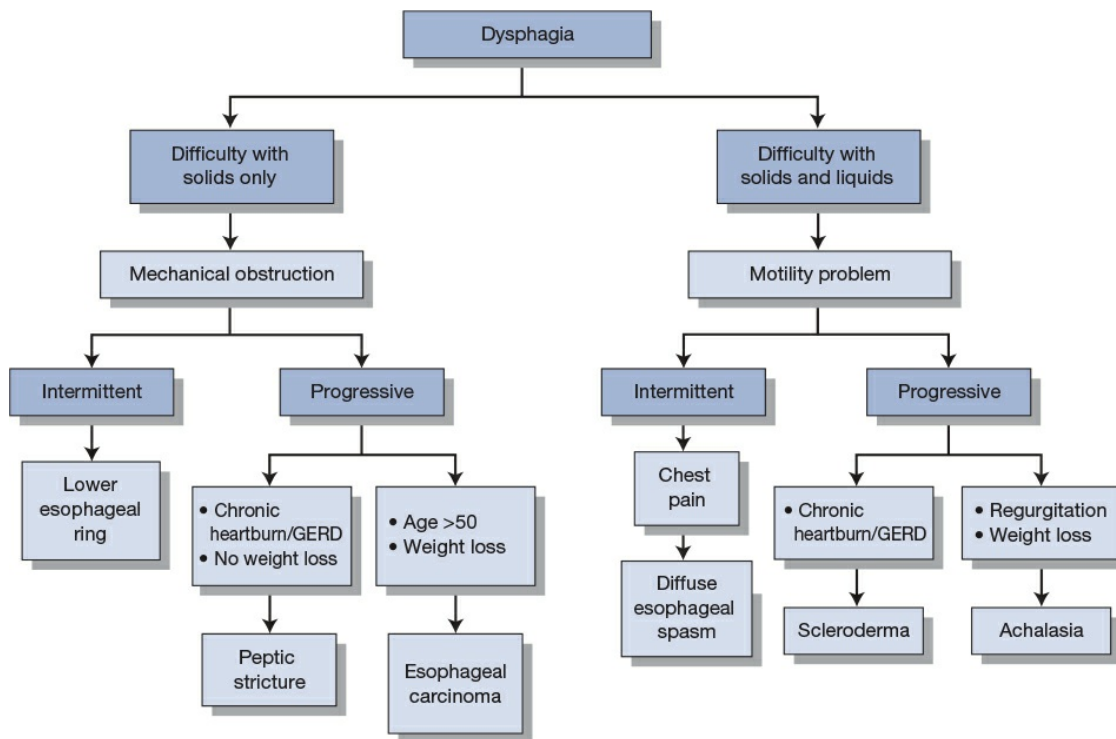 Dysphagia
Difficulty with
solids only
Difficulty with
solids and liquids
Mechanical obstruction
Motility problem
Intermittent
Progressive
Intermittent
Progressive
Lower
esophageal
ring
• Chronic
heartburn/GERD
• No weight loss
• Age >50
• Weight loss
Chest
pain
• Chronic
heartburn/GERD
• Regurgitation
• Weight loss
Peptic
stricture
Esophageal
carcinoma
Diffuse
esophageal
spasm
Scleroderma
Achalasia